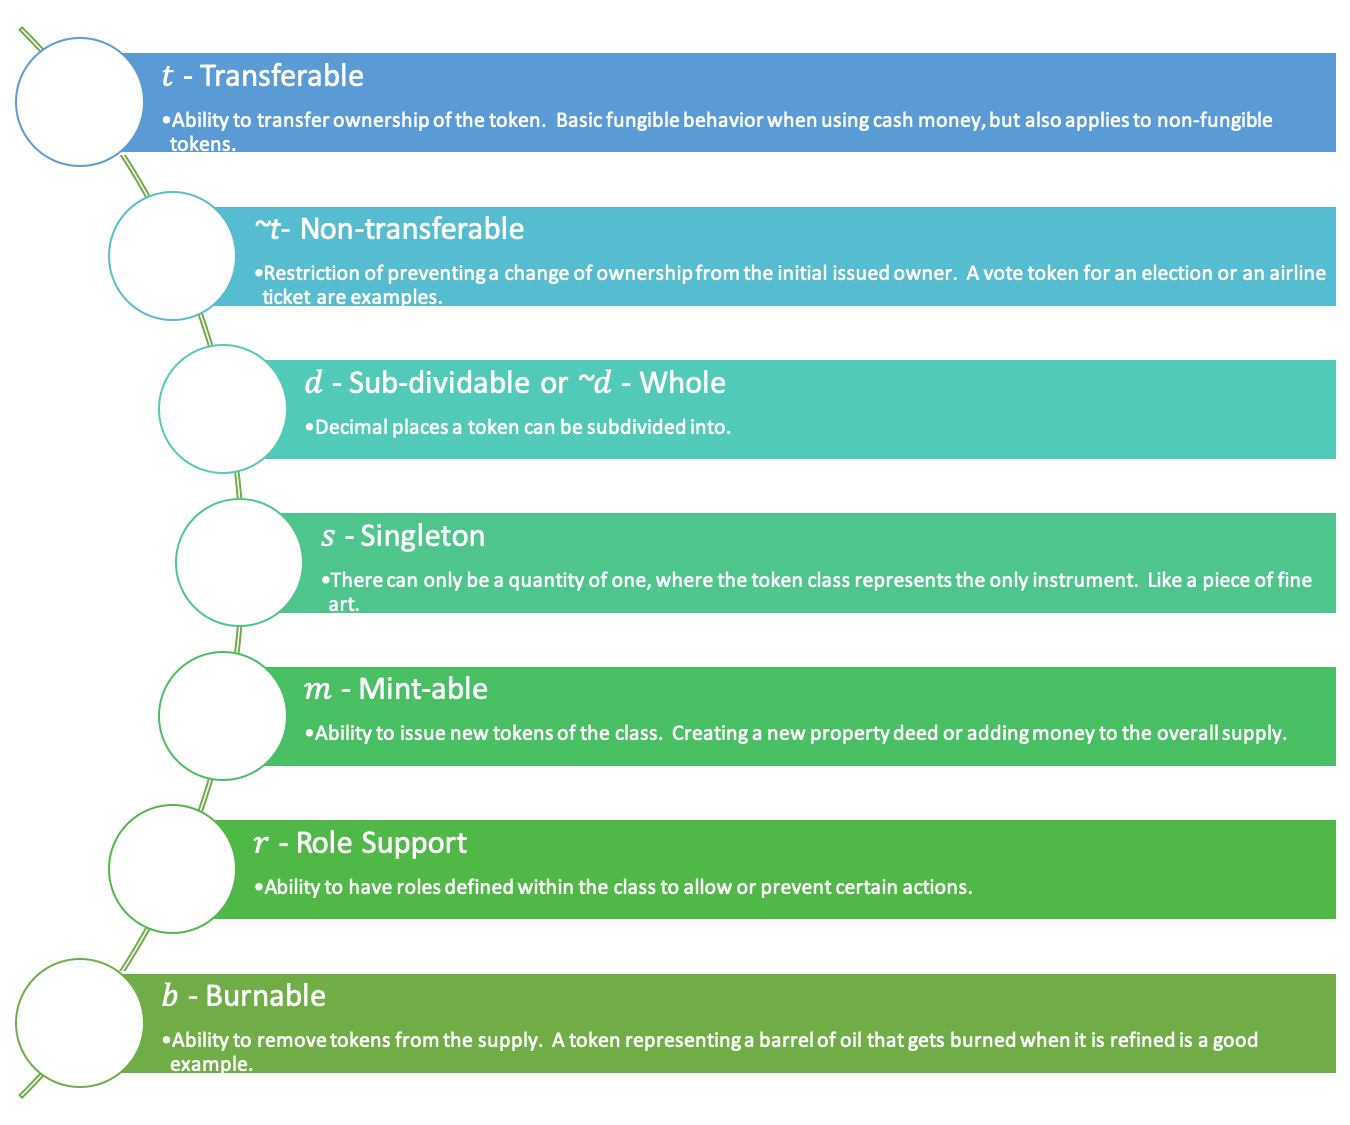 t - Transferable
•Ability to transfer ownership of the token.  Basic fungible behavior when using cash money, but also applies to non-fungible
tokens.
~t- Non-transferable
•Restriction of preventing a change of ownership from the initial issued owner.  A vote token for an election or an airline
ticket are examples.
d - Sub-dividable or ~d - Whole
•Decimal places a token can be subdivided into.
s - Singleton
•There can only be a quantity of one, where the token class represents the only instrument.  Like a piece of fine
art.
m - Mint-able
•Ability to issue new tokens of the class.  Creating a new property deed or adding money to the overall supply.
r - Role Support
•Ability to have roles defined within the class to allow or prevent certain actions.
b - Burnable
•Ability to remove tokens from the supply.  A token representing a barrel of oil that gets burned when it is refined is a good
example.